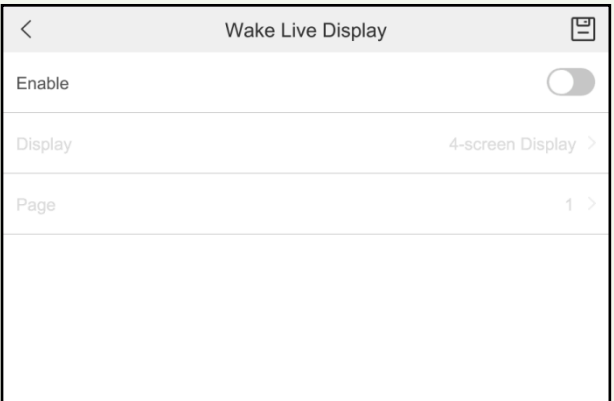 Wake Live Display
Enable
Display 4-screen Display >
Page 1 >